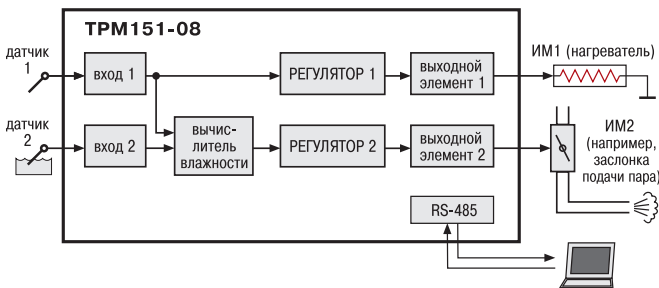 ТРМ151-08
датчик
1
вход 1
РЕГУЛЯТОР 1
выходной
элемент 1
ИМ1 (нагреватель)
датчик
2
вход 2
вычис-
литель
влажности
РЕГУЛЯТОР 2
выходной
элемент 2
ИМ2
(например,
заслонка
подачи пара)
RS-485